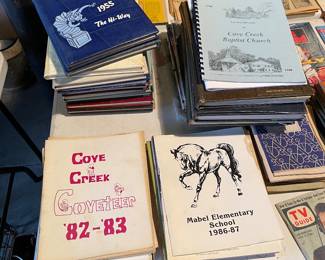 1955
The Hi-Way
Cove Creek
Baptist Church
COVE
CREEK
COVETEER
'82-'83
Mabel Elementary
School
1986-87
TV
GUIDE